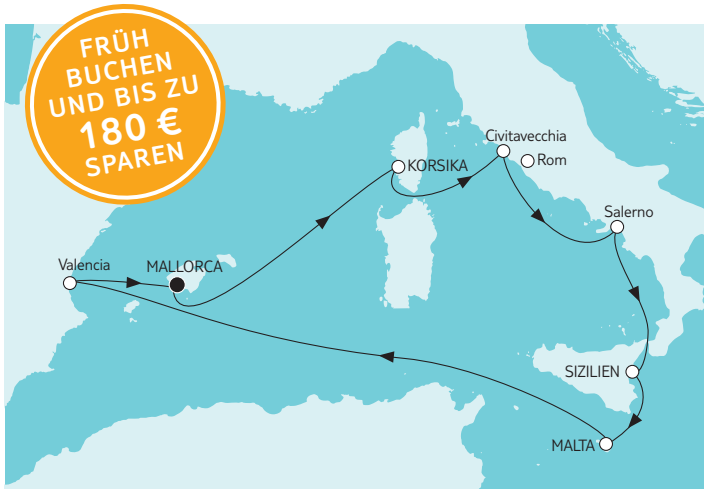 FRÜH
BUCHEN
UND BIS ZU
180 €
SPAREN
Civitavecchia
Rom
KORSIKA
Salerno
Valencia
MALLORCA
SIZILIEN
MALTA